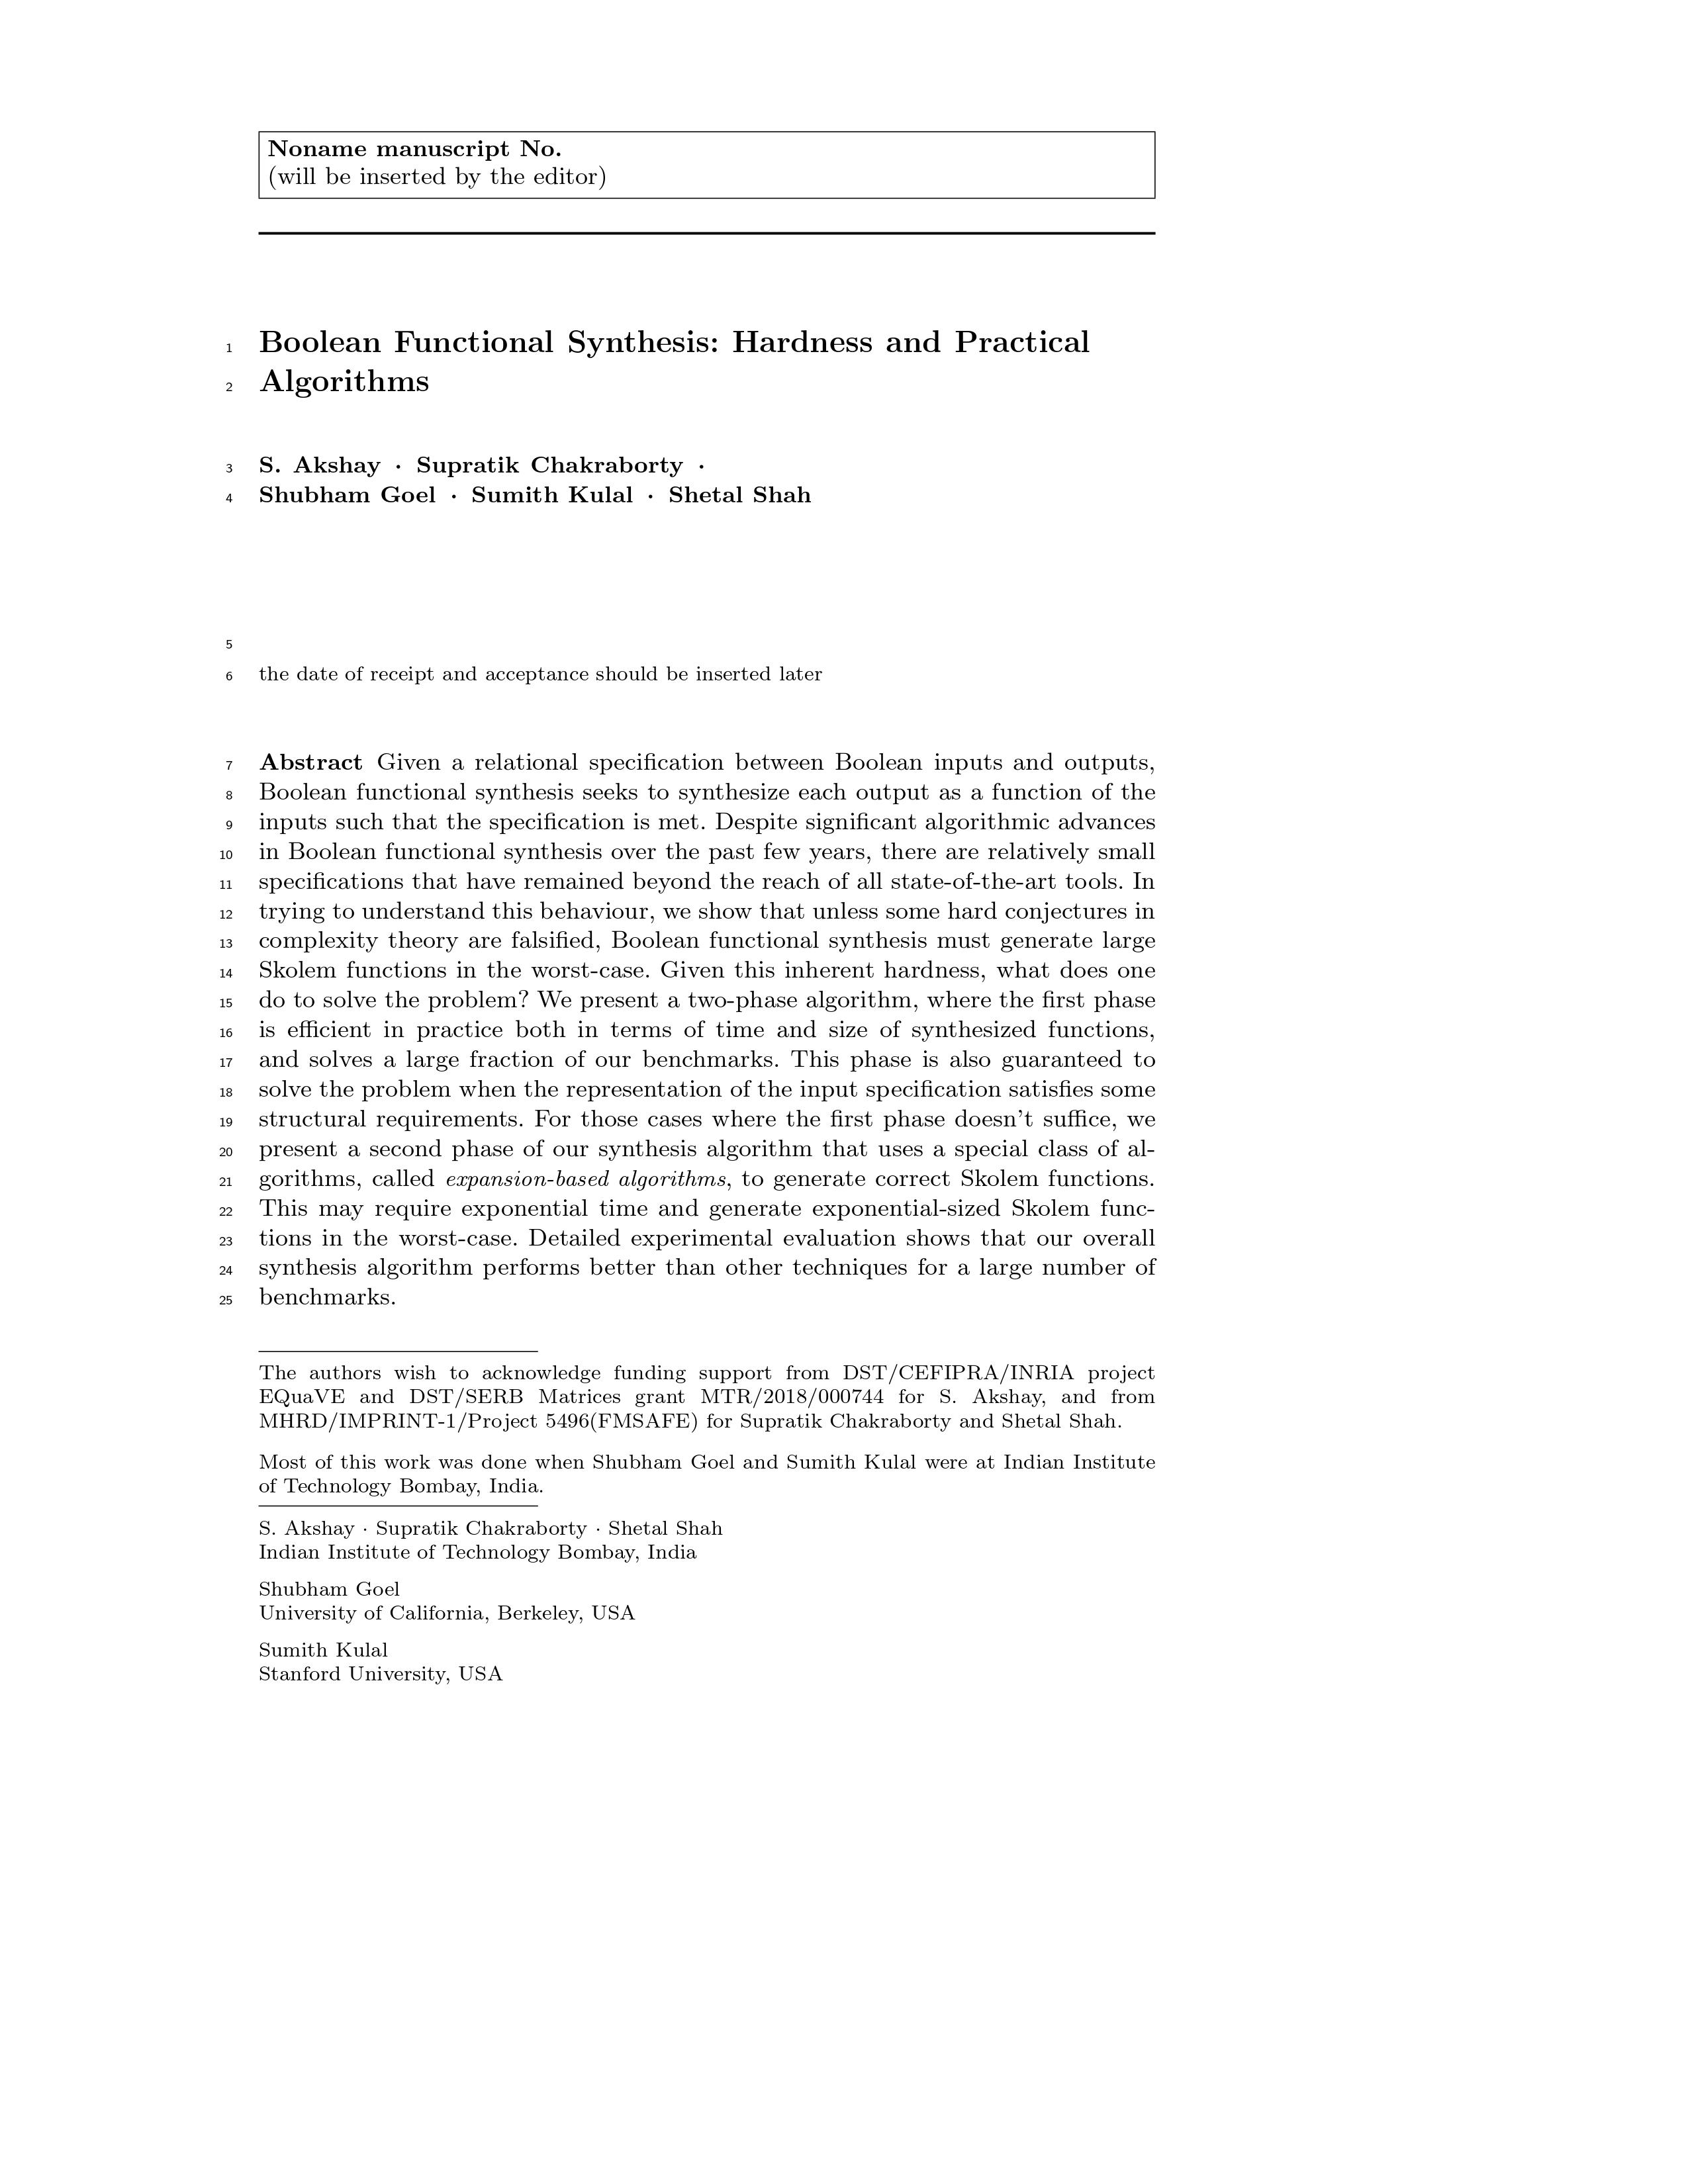 Noname manuscript No.
(will be inserted by the editor)
1 Boolean Functional Synthesis: Hardness and Practical
2 Algorithms
3 S. Akshay · Supratik Chakraborty ·
4 Shubham Goel · Sumith Kulal · Shetal Shah
5
6 the date of receipt and acceptance should be inserted later
7 Abstract Given a relational specification between Boolean inputs and outputs,
8 Boolean functional synthesis seeks to synthesize each output as a function of the
9 inputs such that the specification is met. Despite significant algorithmic advances
10 in Boolean functional synthesis over the past few years, there are relatively small
11 specifications that have remained beyond the reach of all state-of-the-art tools. In
12 trying to understand this behaviour, we show that unless some hard conjectures in
13 complexity theory are falsified, Boolean functional synthesis must generate large
14 Skolem functions in the worst-case. Given this inherent hardness, what does one
15 do to solve the problem? We present a two-phase algorithm, where the first phase
16 is efficient in practice both in terms of time and size of synthesized functions,
17 and solves a large fraction of our benchmarks. This phase is also guaranteed to
18 solve the problem when the representation of the input specification satisfies some
19 structural requirements. For those cases where the first phase doesn't suffice, we
20 present a second phase of our synthesis algorithm that uses a special class of al-
21 gorithms, called expansion-based algorithms, to generate correct Skolem functions.
22 This may require exponential time and generate exponential-sized Skolem func-
23 tions in the worst-case. Detailed experimental evaluation shows that our overall
24 synthesis algorithm performs better than other techniques for a large number of
25 benchmarks.
The authors wish to acknowledge funding support from DST/CEFIPRA/INRIA project
EQuaVE and DST/SERB Matrices grant MTR/2018/000744 for S. Akshay, and from
MHRD/IMPRINT-1/Project 5496(FMSAFE) for Supratik Chakraborty and Shetal Shah.
Most of this work was done when Shubham Goel and Sumith Kulal were at Indian Institute
of Technology Bombay, India.
S. Akshay · Supratik Chakraborty · Shetal Shah
Indian Institute of Technology Bombay, India
Shubham Goel
University of California, Berkeley, USA
Sumith Kulal
Stanford University, USA